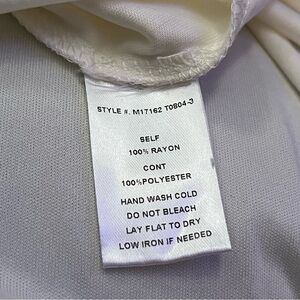 STYLE #. M17162 T0804-3
SELF
100% RAYON
CONT
100%POLYESTER
HAND WASH COLD
DO NOT BLEACH
LAY FLAT TO DRY
LOW IRON IF NEEDED